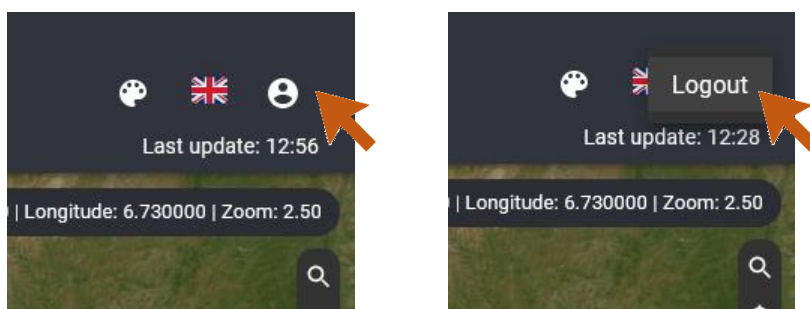 Last update: 12:56
| Longitude: 6.730000 | Zoom: 2.50
Logout
Last update: 12:28
| Longitude: 6.730000 | Zoom: 2.50